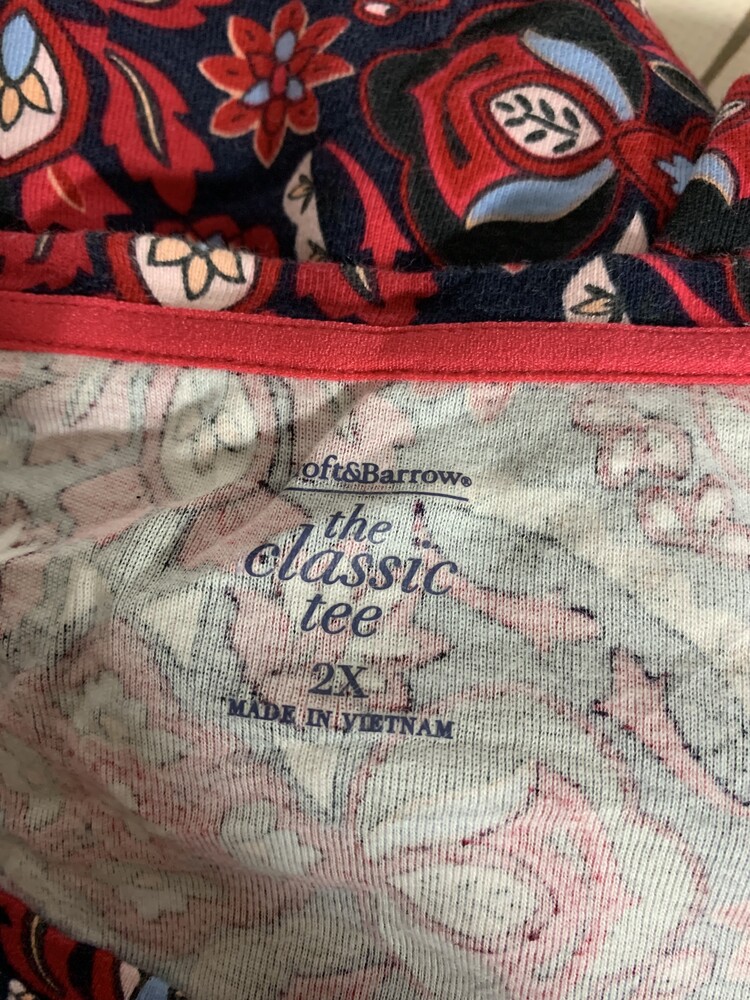 oft&Barrow®
the
classic
tee
2X
MADE IN VIETNAM